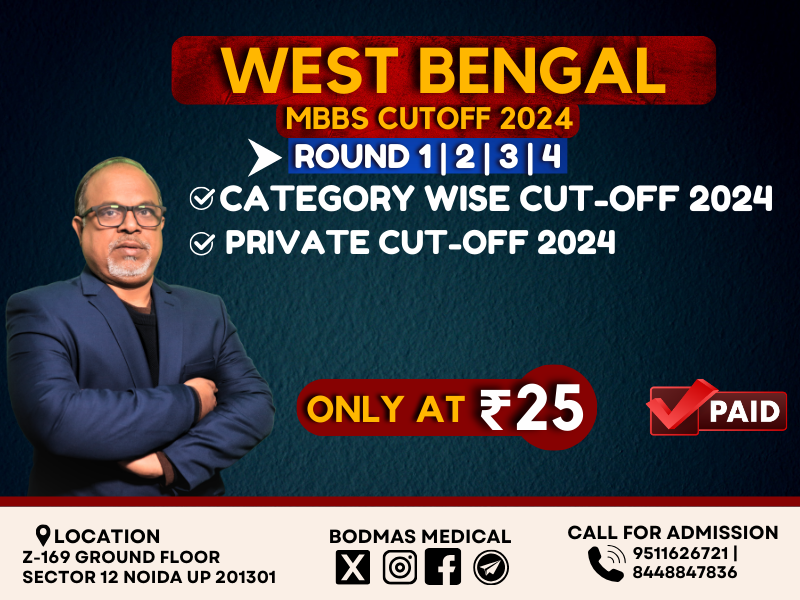 WEST BENGAL
MBBS CUTOFF 2024
ROUND 1 | 2 | 3 | 4
CATEGORY WISE CUT-OFF 2024
PRIVATE CUT-OFF 2024
ONLY AT ₹25
PAID
LOCATION
Z-169 GROUND FLOOR
SECTOR 12 NOIDA UP 201301
BODMAS MEDICAL
CALL FOR ADMISSION
9511626721 |
8448847836